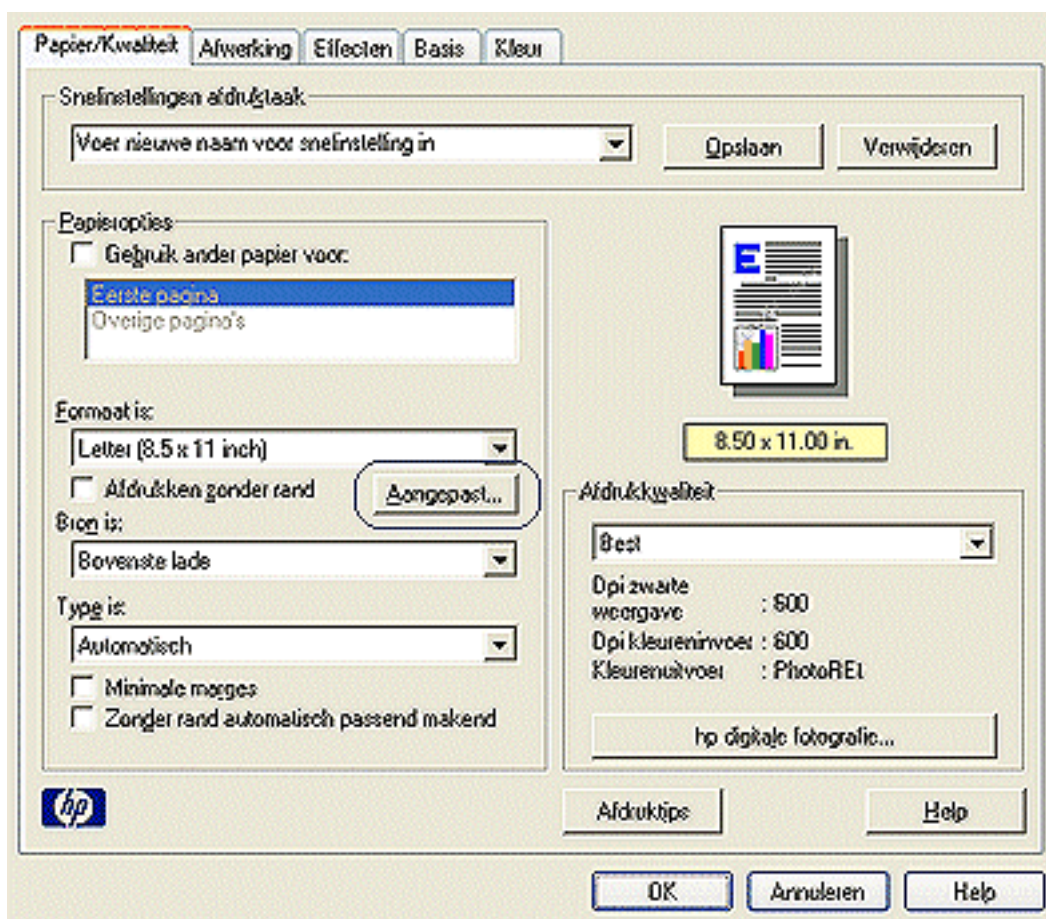 Papier/Kwaliteit Afwerking Effecten Basis Kleur
Snelinstellingen afdruktaak
Voer nieuwe naam voor snelinstelling in Opslaan Verwijderen
Papieropties
Gebruik ander papier voor:
Eerste pagina
Overige pagina's
E
Formaat is:
Letter (8.5 x 11 inch)
8.50 x 11.00 in.
Afdrukken zonder rand Aangepast...
Bron is:
Bovenste lade
Type is:
Automatisch
Minimale marges
Zonder rand automatisch passend makend
Afdrukkwaliteit
Best
Dpi zwarte
weergave : 600
Dpi kleureninvoer : 600
Kleurenuitvoer : PhotoREt
hp digitale fotografie...
hp
Afdruktips Help
OK Annuleren Help